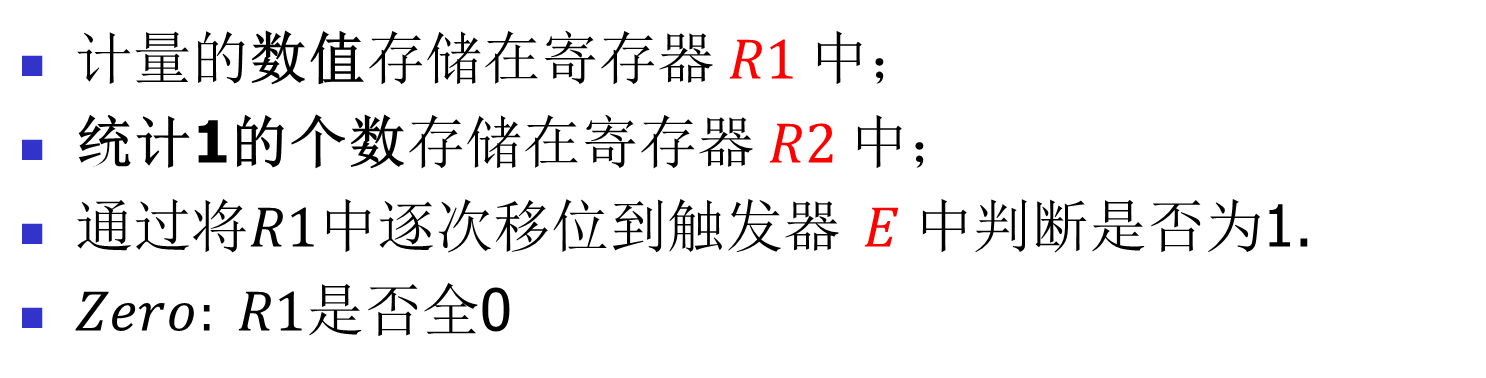 计量的数值存储在寄存器 R1 中；
统计1的个数存储在寄存器 R2 中；
通过将R1中逐次移位到触发器 E 中判断是否为1.
Zero: R1是否全0